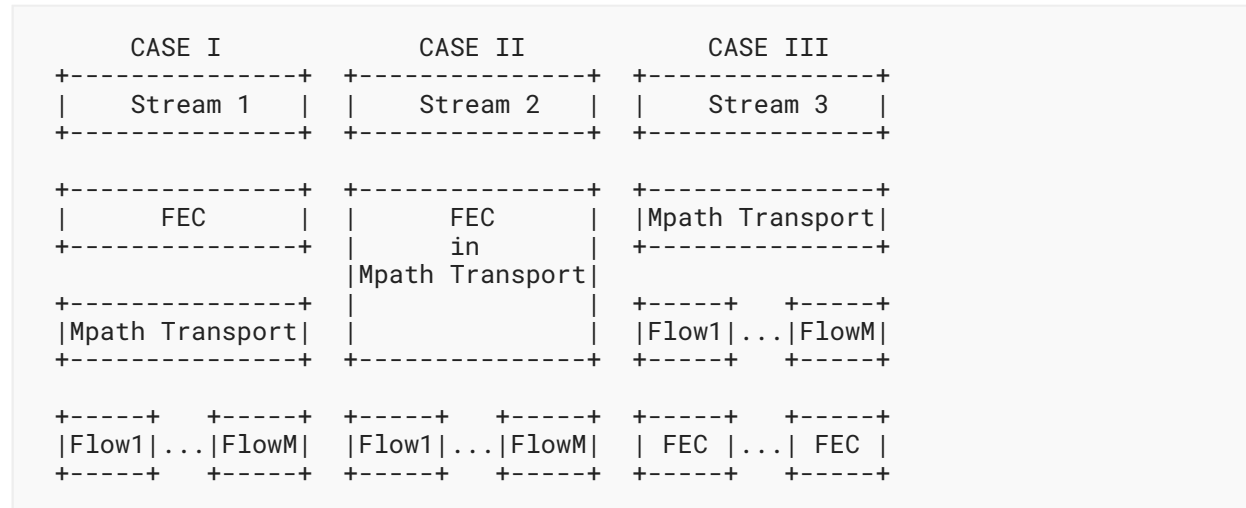 CASE I             CASE II            CASE III
 +---------------+  +---------------+  +---------------+
 |    Stream 1   |  |    Stream 2   |  |    Stream 3   |
 +---------------+  +---------------+  +---------------+

 +---------------+  +---------------+  +---------------+
 |      FEC      |  |      FEC      |  |Mpath Transport|
 +---------------+  |      in       |  +---------------+
                    |Mpath Transport|
 +---------------+  |               |  +-----+   +-----+
 |Mpath Transport|  |               |  |Flow1|...|FlowM|
 +---------------+  +---------------+  +-----+   +-----+

 +-----+   +-----+  +-----+   +-----+  +-----+   +-----+
 |Flow1|...|FlowM|  |Flow1|...|FlowM|  | FEC |...| FEC |
 +-----+   +-----+  +-----+   +-----+  +-----+   +-----+